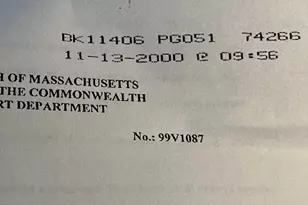 BK11406 PG051 74266
11-13-2000 @ 09:56
H OF MASSACHUSETTS
THE COMMONWEALTH
RT DEPARTMENT
No.: 99V1087